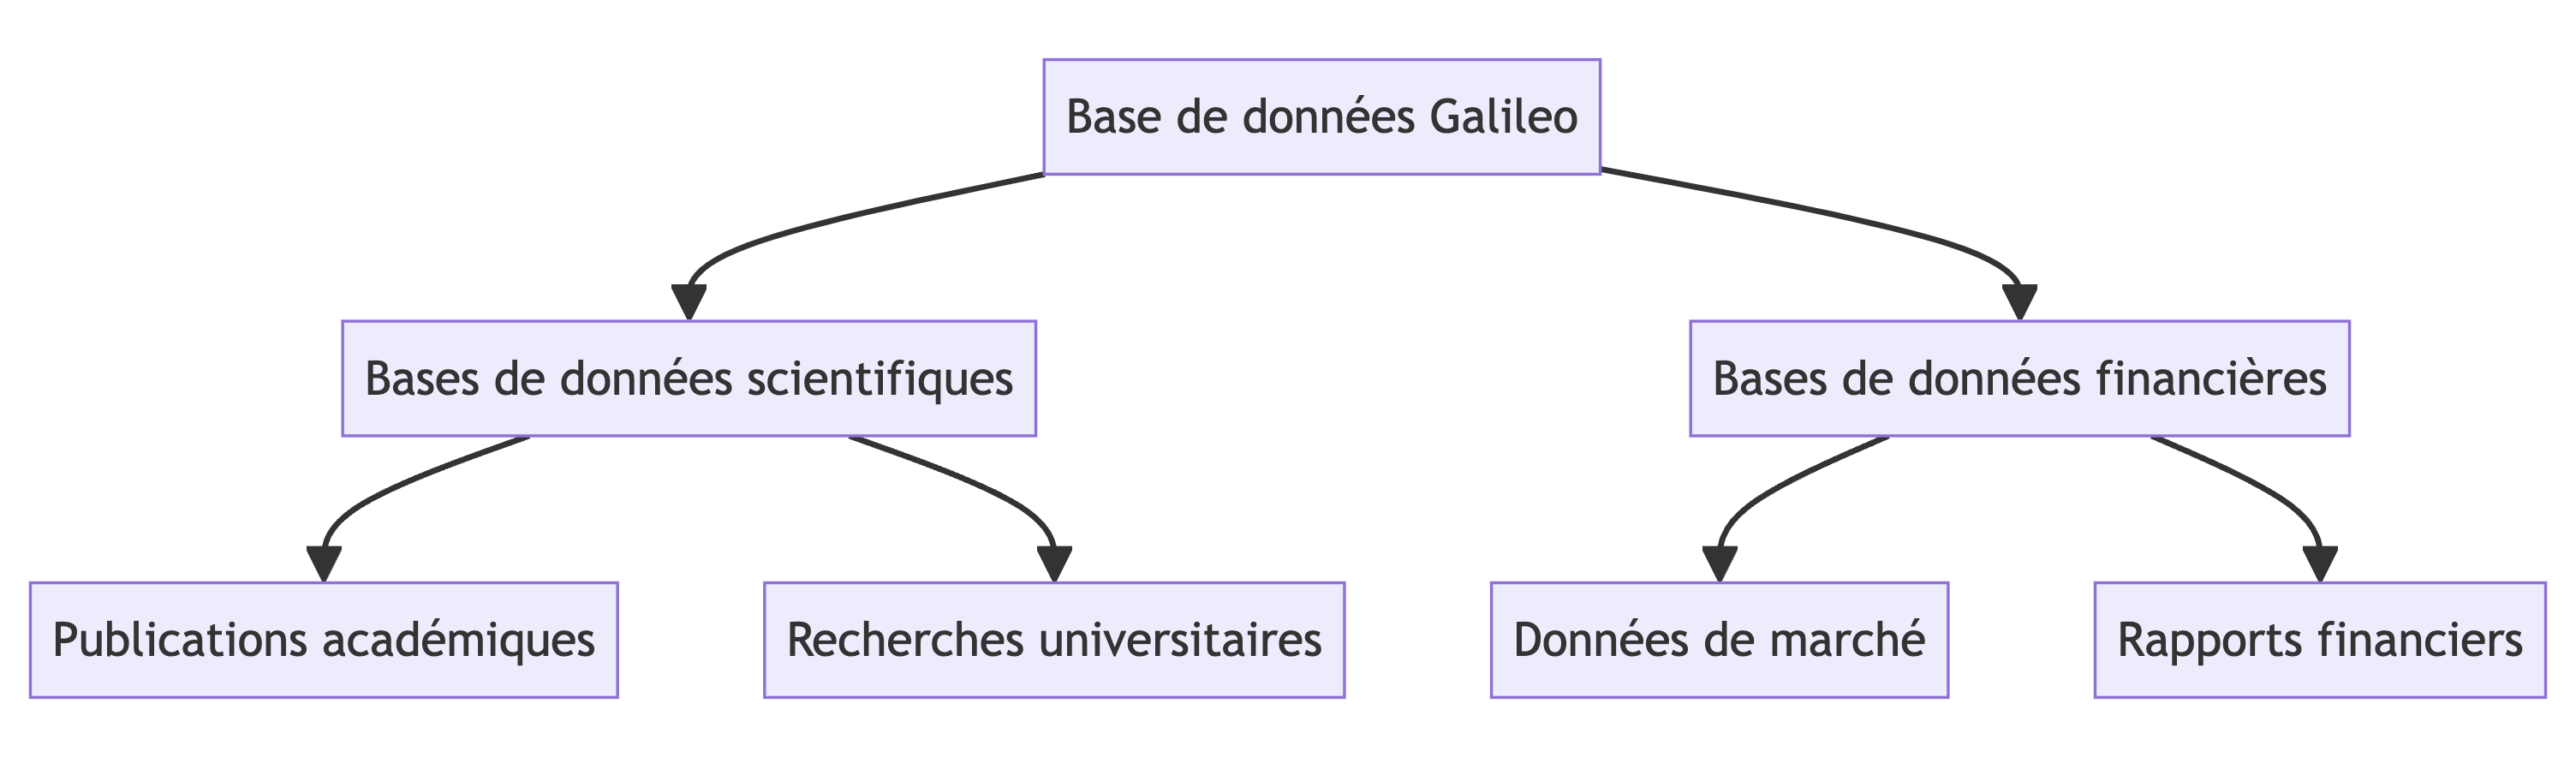 Base de données Galileo
Bases de données scientifiques
Bases de données financières
Publications académiques
Recherches universitaires
Données de marché
Rapports financiers